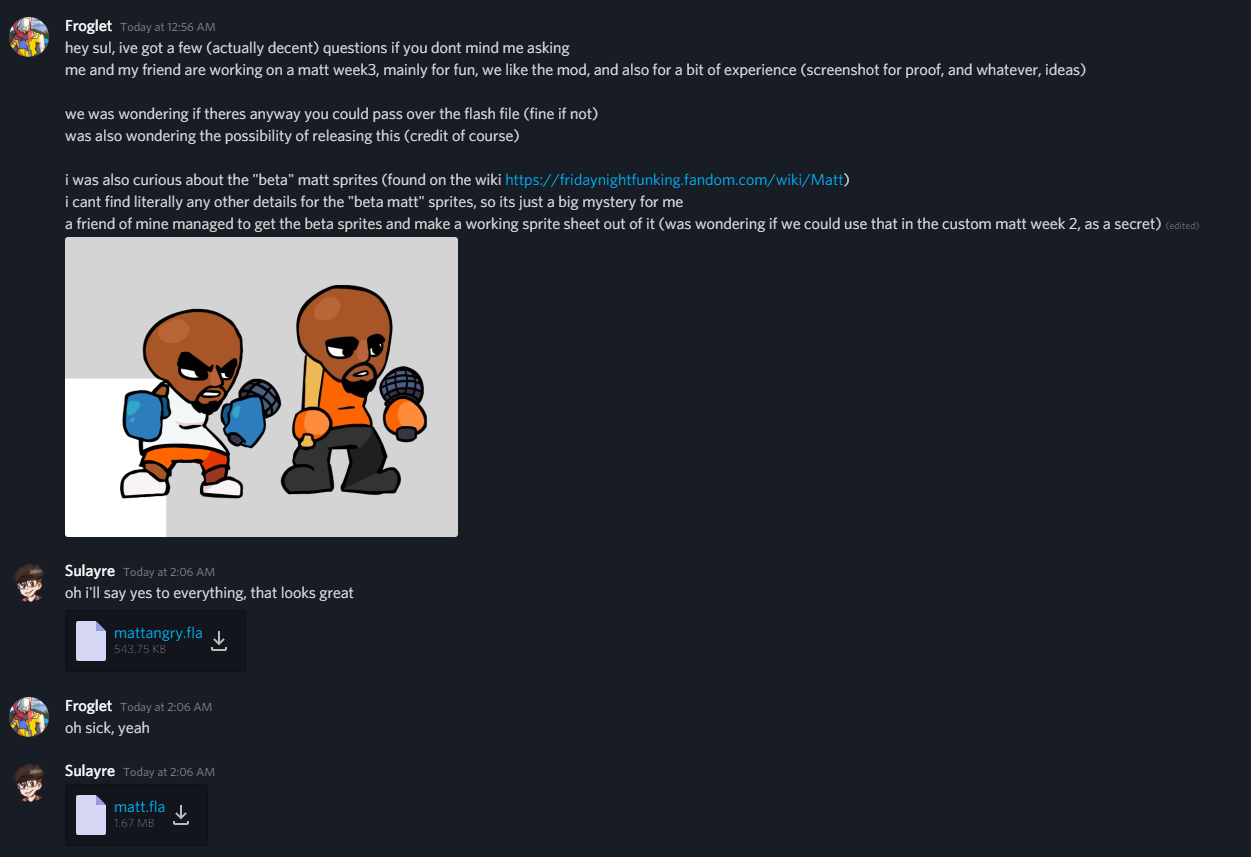 Froglet Today at 12:56 AM
hey sul, ive got a few (actually decent) questions if you dont mind me asking
me and my friend are working on a matt week3, mainly for fun, we like the mod, and also for a bit of experience (screenshot for proof, and whatever, ideas)
we was wondering if theres anyway you could pass over the flash file (fine if not)
was also wondering the possibility of releasing this (credit of course)
i was also curious about the "beta" matt sprites (found on the wiki https://fridaynightfunking.fandom.com/wiki/Matt)
i cant find literally any other details for the "beta matt" sprites, so its just a big mystery for me
a friend of mine managed to get the beta sprites and make a working sprite sheet out of it (was wondering if we could use that in the custom matt week 2, as a secret) (edited)
Sulayre Today at 2:06 AM
oh i'll say yes to everything, that looks great
mattangry.fla
543.75 KB
Froglet Today at 2:06 AM
oh sick, yeah
Sulayre Today at 2:06 AM
matt.fla
1.67 MB